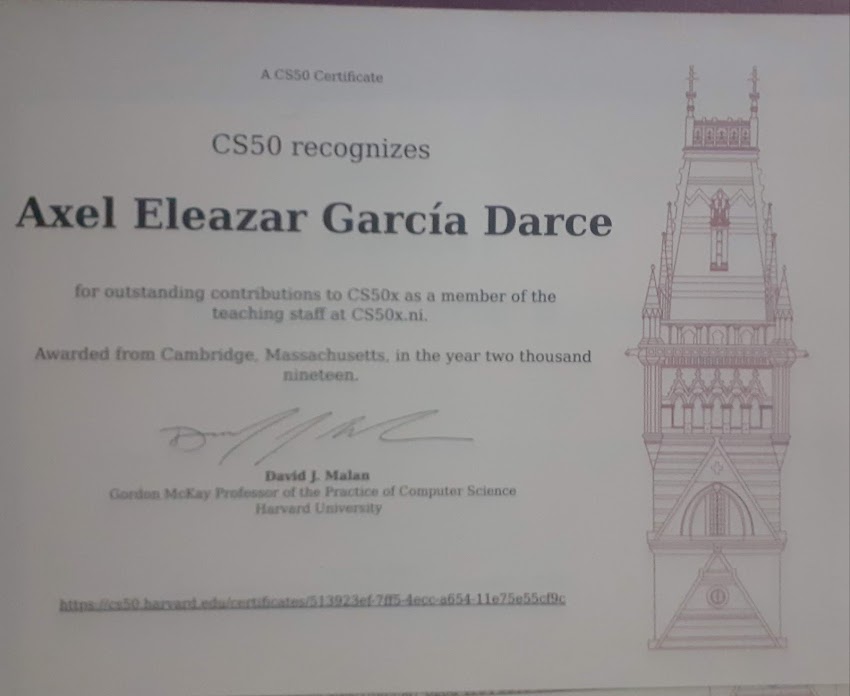 A CS50 Certificate
CS50 recognizes
Axel Eleazar García Darce
for outstanding contributions to CS50x as a member of the
teaching staff at CS50x.ni.
Awarded from Cambridge, Massachusetts, in the year two thousand
nineteen.
David J. Malan
Gordon McKay Professor of the Practice of Computer Science
Harvard University
https://cs50.harvard.edu/certificates/513923ef-7ff5-4ecc-a654-11e75e55cf9c